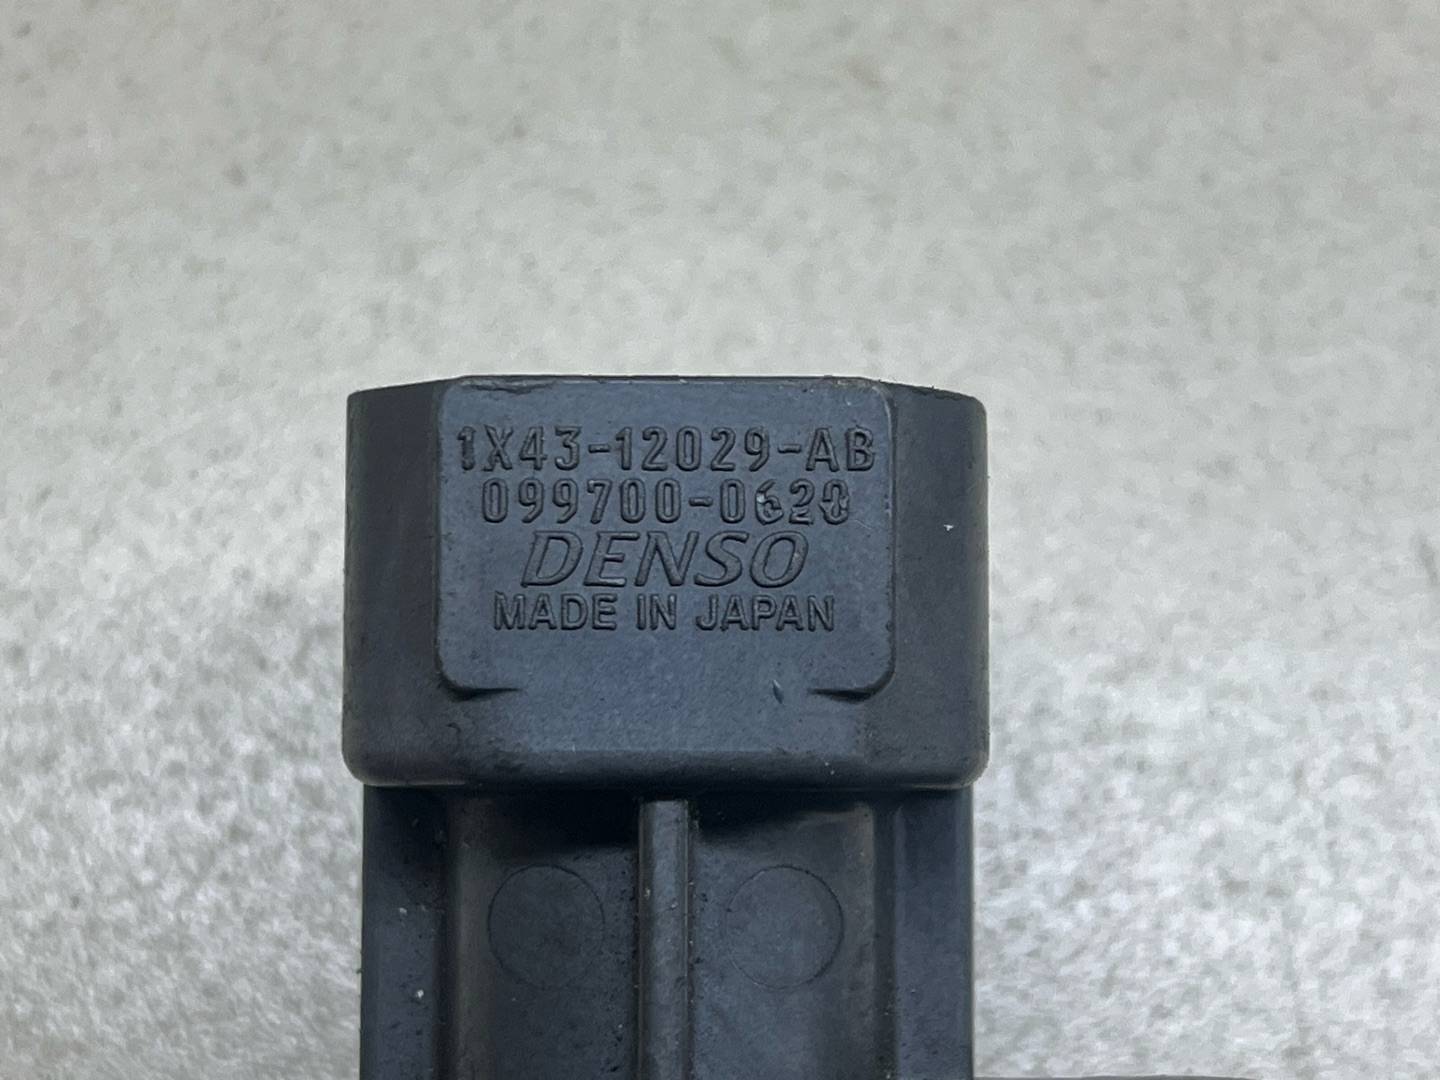 1X43-12029-AB
099700-0620
DENSO
MADE IN JAPAN